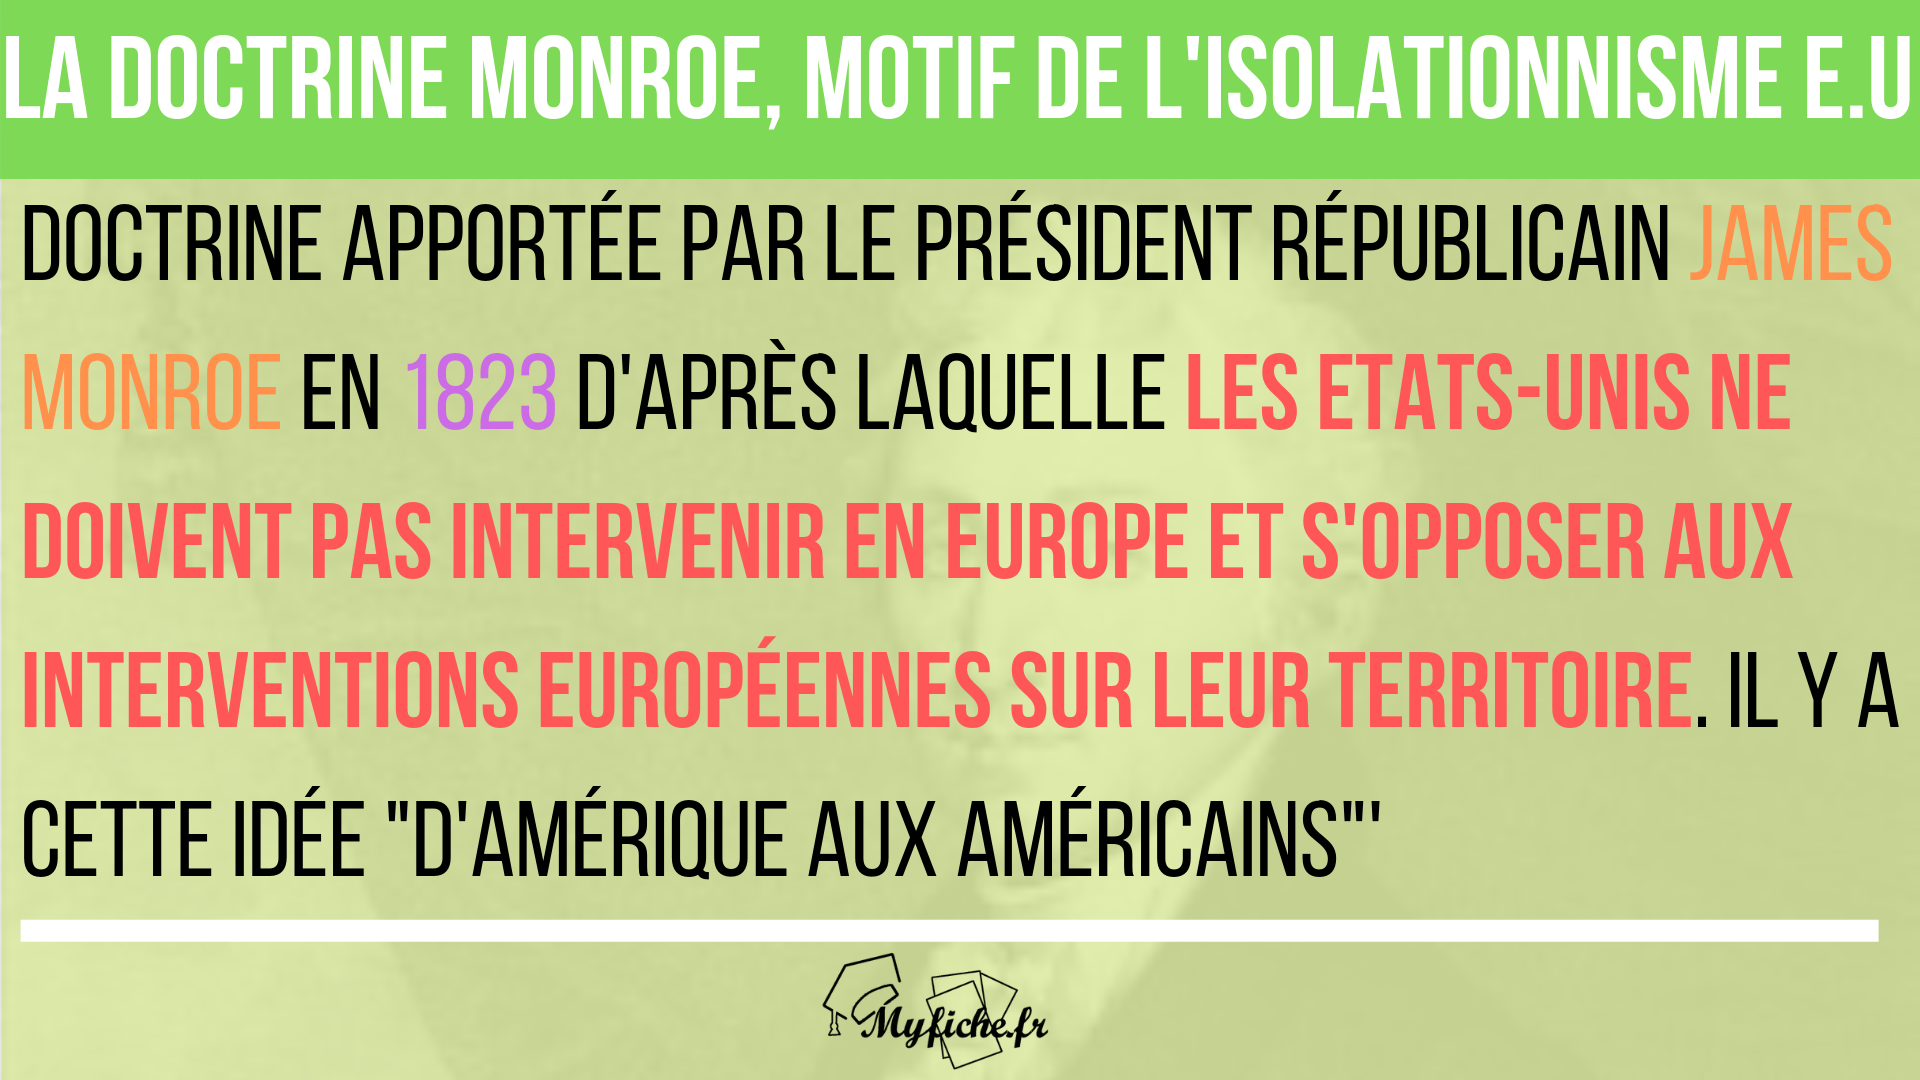 LA DOCTRINE MONROE, MOTIF DE L'ISOLATIONNISME E.U
DOCTRINE APPORTÉE PAR LE PRÉSIDENT RÉPUBLICAIN JAMES
MONROE EN 1823 D'APRÈS LAQUELLE LES ETATS-UNIS NE
DOIVENT PAS INTERVENIR EN EUROPE ET S'OPPOSER AUX
INTERVENTIONS EUROPÉENNES SUR LEUR TERRITOIRE. IL Y A
CETTE IDÉE "D'AMÉRIQUE AUX AMÉRICAINS"'
Myfiche.fr